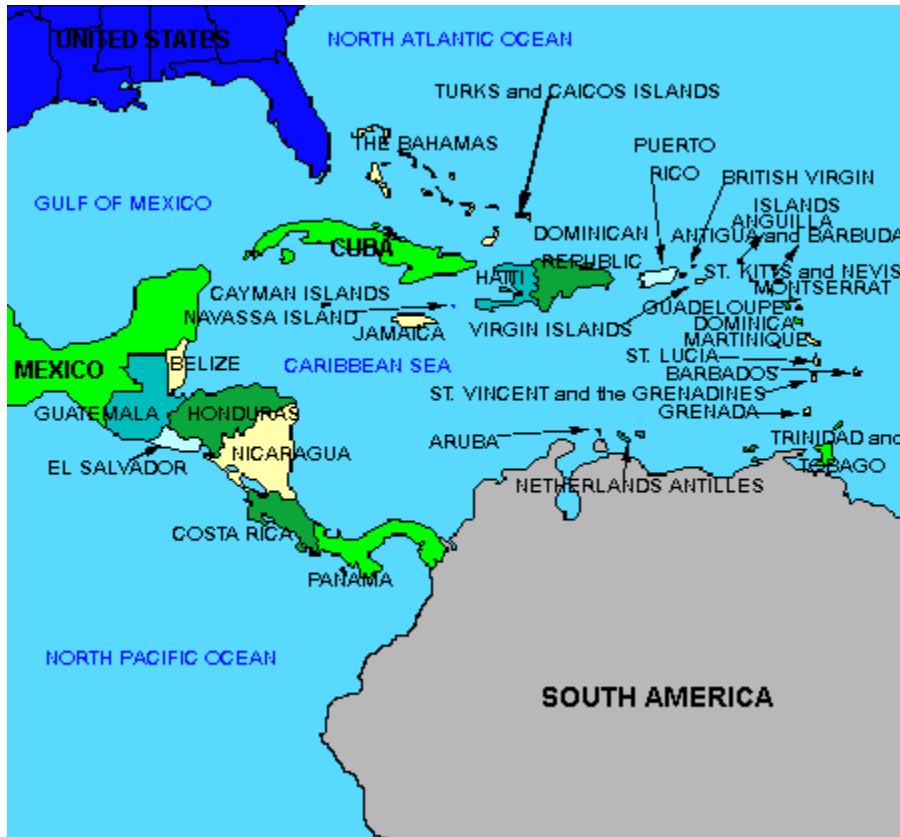 UNITED STATES
NORTH ATLANTIC OCEAN
TURKS and CAICOS ISLANDS
THE BAHAMAS
PUERTO
RICO
BRITISH VIRGIN
ISLANDS
GULF OF MEXICO
ANGUILLA
CUBA
DOMINICAN
REPUBLIC
ANTIGUA and BARBUDA
HAITI
ST. KITTS and NEVIS
MONTSERRAT
CAYMAN ISLANDS
NAVASSA ISLAND
JAMAICA
VIRGIN ISLANDS
GUADELOUPE
DOMINICA
MARTINIQUE
MEXICO
BELIZE
CARIBBEAN SEA
ST. LUCIA
BARBADOS
ST. VINCENT and the GRENADINES
GUATEMALA
HONDURAS
GRENADA
ARUBA
TRINIDAD and
TOBAGO
EL SALVADOR
NICARAGUA
NETHERLANDS ANTILLES
COSTA RICA
PANAMA
NORTH PACIFIC OCEAN
SOUTH AMERICA